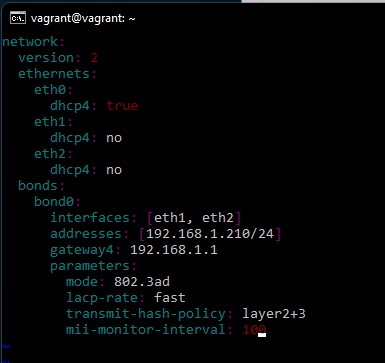 vagrant@vagrant: ~
network:
  version: 2
  ethernets:
    eth0:
      dhcp4: true
    eth1:
      dhcp4: no
    eth2:
      dhcp4: no
  bonds:
    bond0:
      interfaces: [eth1, eth2]
      addresses: [192.168.1.210/24]
      gateway4: 192.168.1.1
      parameters:
        mode: 802.3ad
        lacp-rate: fast
        transmit-hash-policy: layer2+3
        mii-monitor-interval: 100
~
~